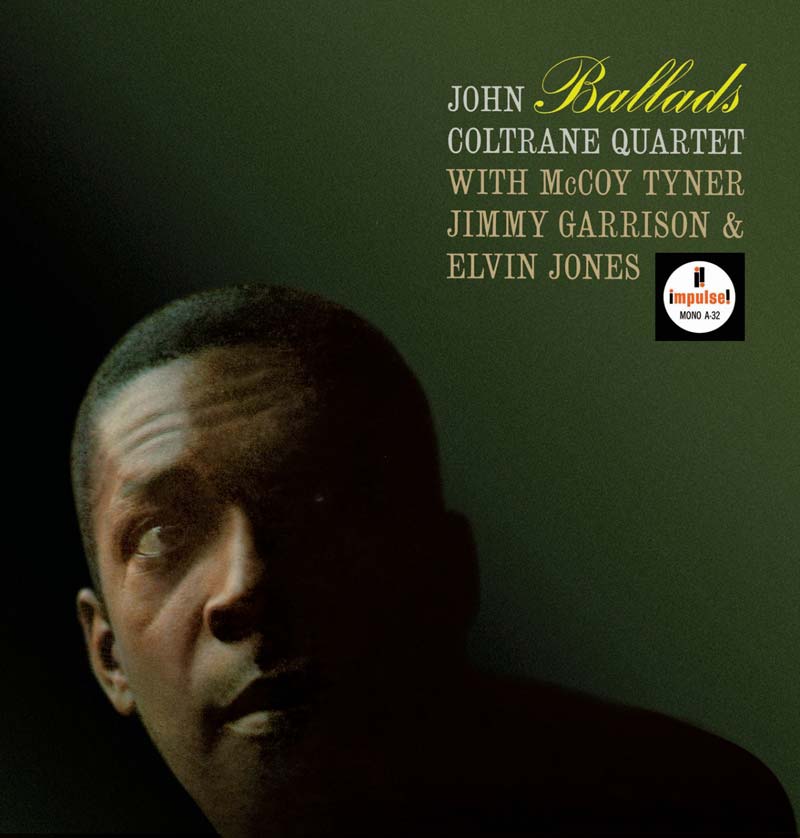 JOHN Ballads
COLTRANE QUARTET
WITH McCOY TYNER
JIMMY GARRISON &
ELVIN JONES
i!
impulse!
MONO A-32